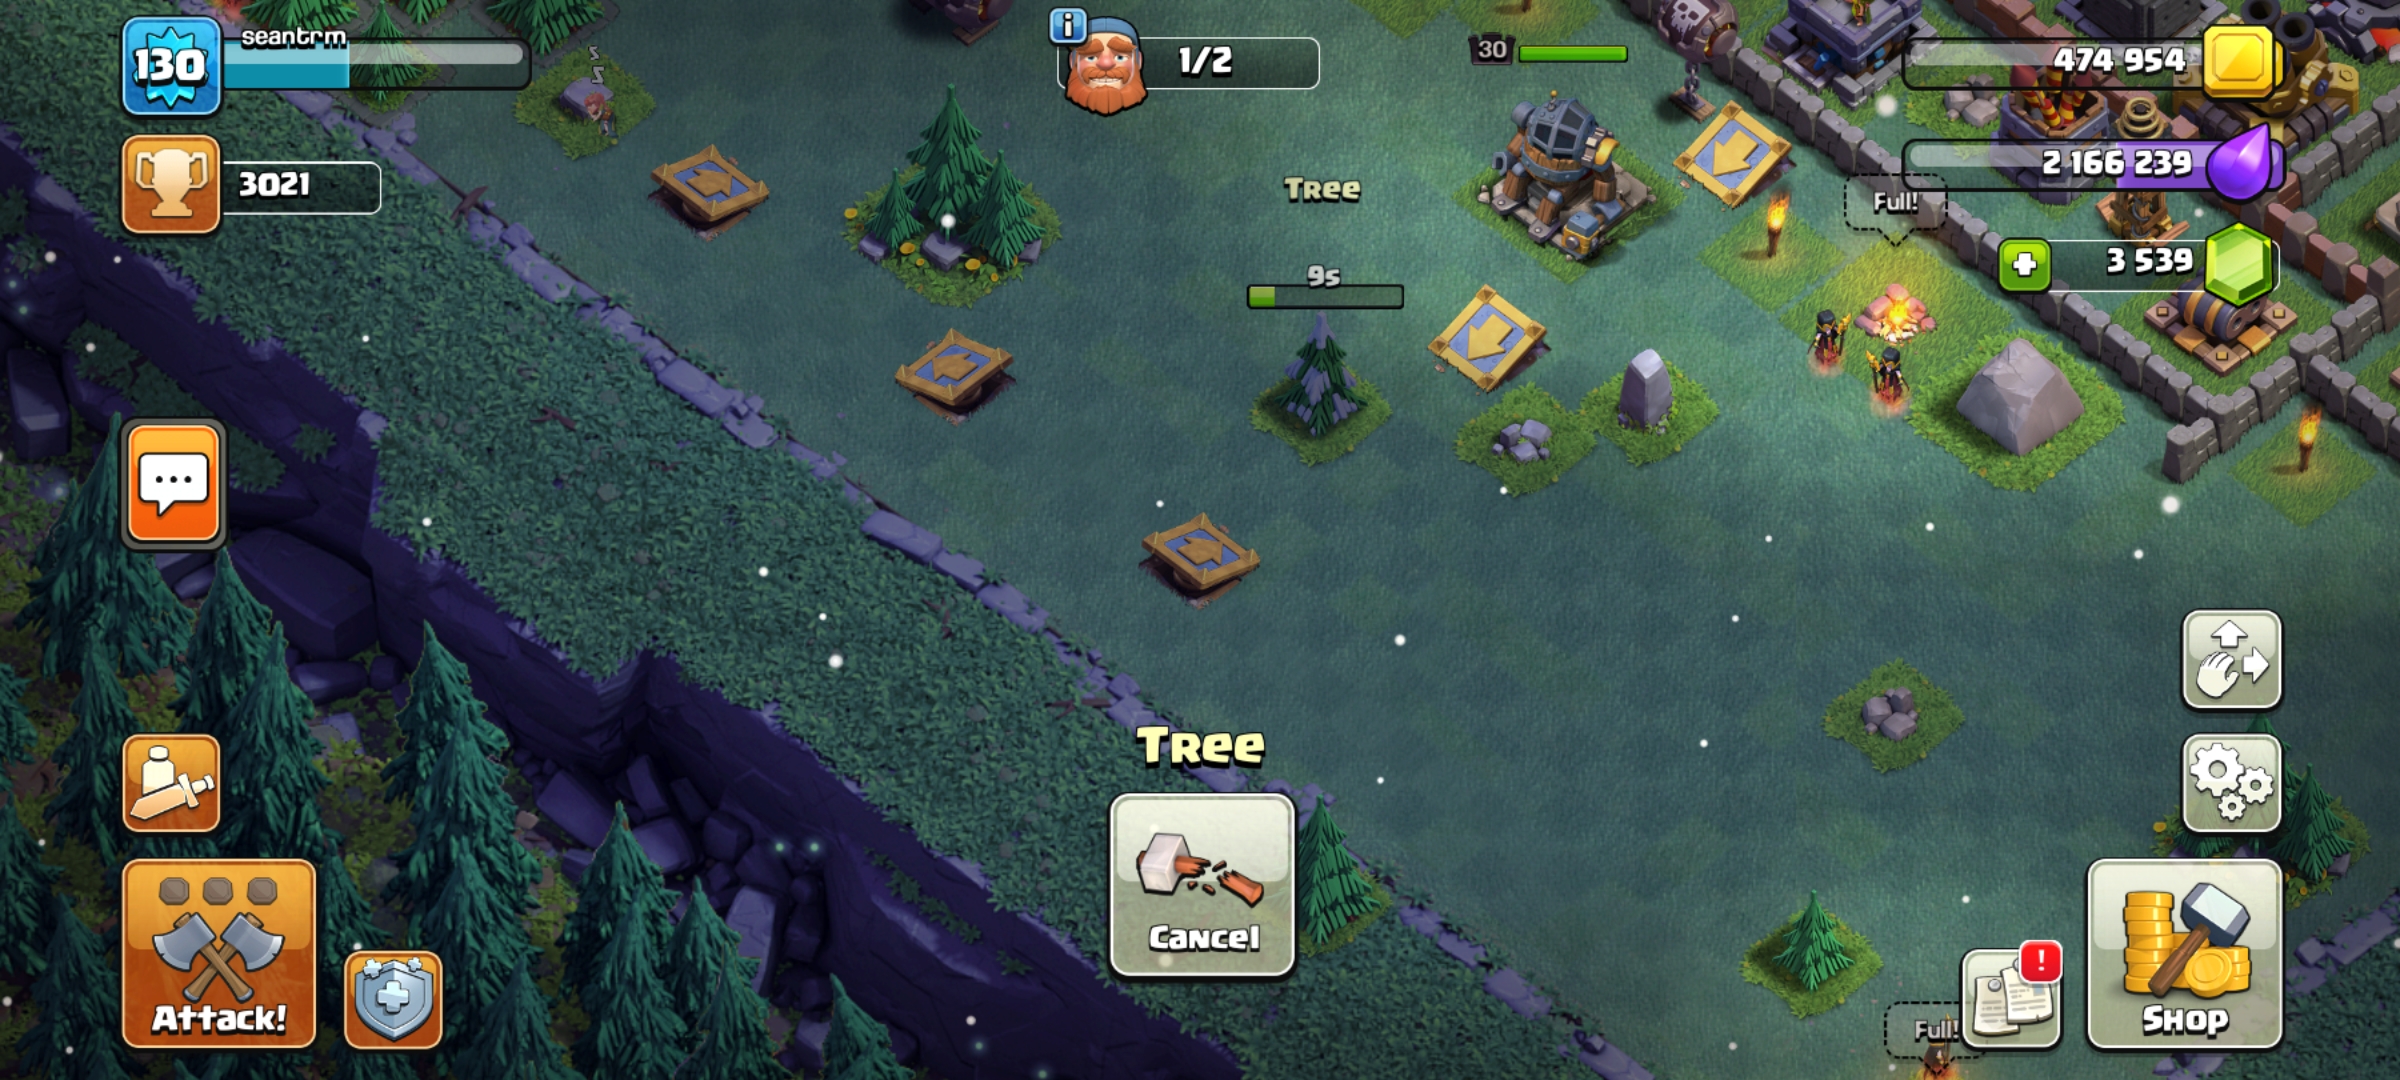 130
seantrm
i
1/2
30
474 954
3021
Tree
2 166 239
Full!
9s
3 539
Tree
Cancel
Attack!
Full!
!
Shop